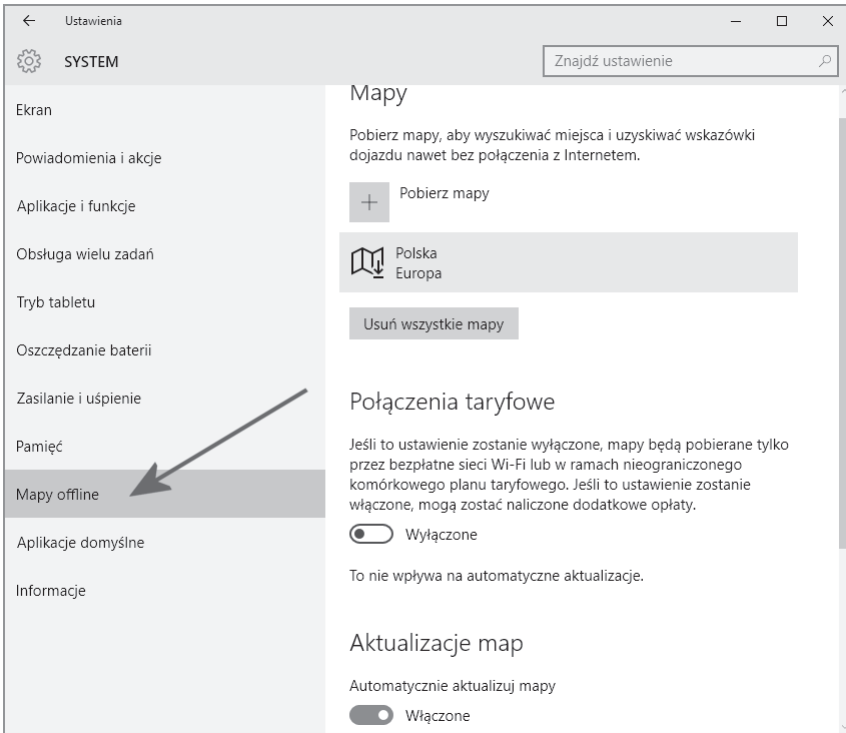 Ustawienia
SYSTEM
Znajdź ustawienie
Ekran
Powiadomienia i akcje
Aplikacje i funkcje
Obsługa wielu zadań
Tryb tabletu
Oszczędzanie baterii
Zasilanie i uśpienie
Pamięć
Mapy offline
Aplikacje domyślne
Informacje
Mapy
Pobierz mapy, aby wyszukiwać miejsca i uzyskiwać wskazówki
dojazdu nawet bez połączenia z Internetem.
Pobierz mapy
Polska
Europa
Usuń wszystkie mapy
Połączenia taryfowe
Jeśli to ustawienie zostanie wyłączone, mapy będą pobierane tylko
przez bezpłatne sieci Wi-Fi lub w ramach nieograniczonego
komórkowego planu taryfowego. Jeśli to ustawienie zostanie
włączone, mogą zostać naliczone dodatkowe opłaty.
Wyłączone
To nie wpływa na automatyczne aktualizacje.
Aktualizacje map
Automatycznie aktualizuj mapy
Włączone